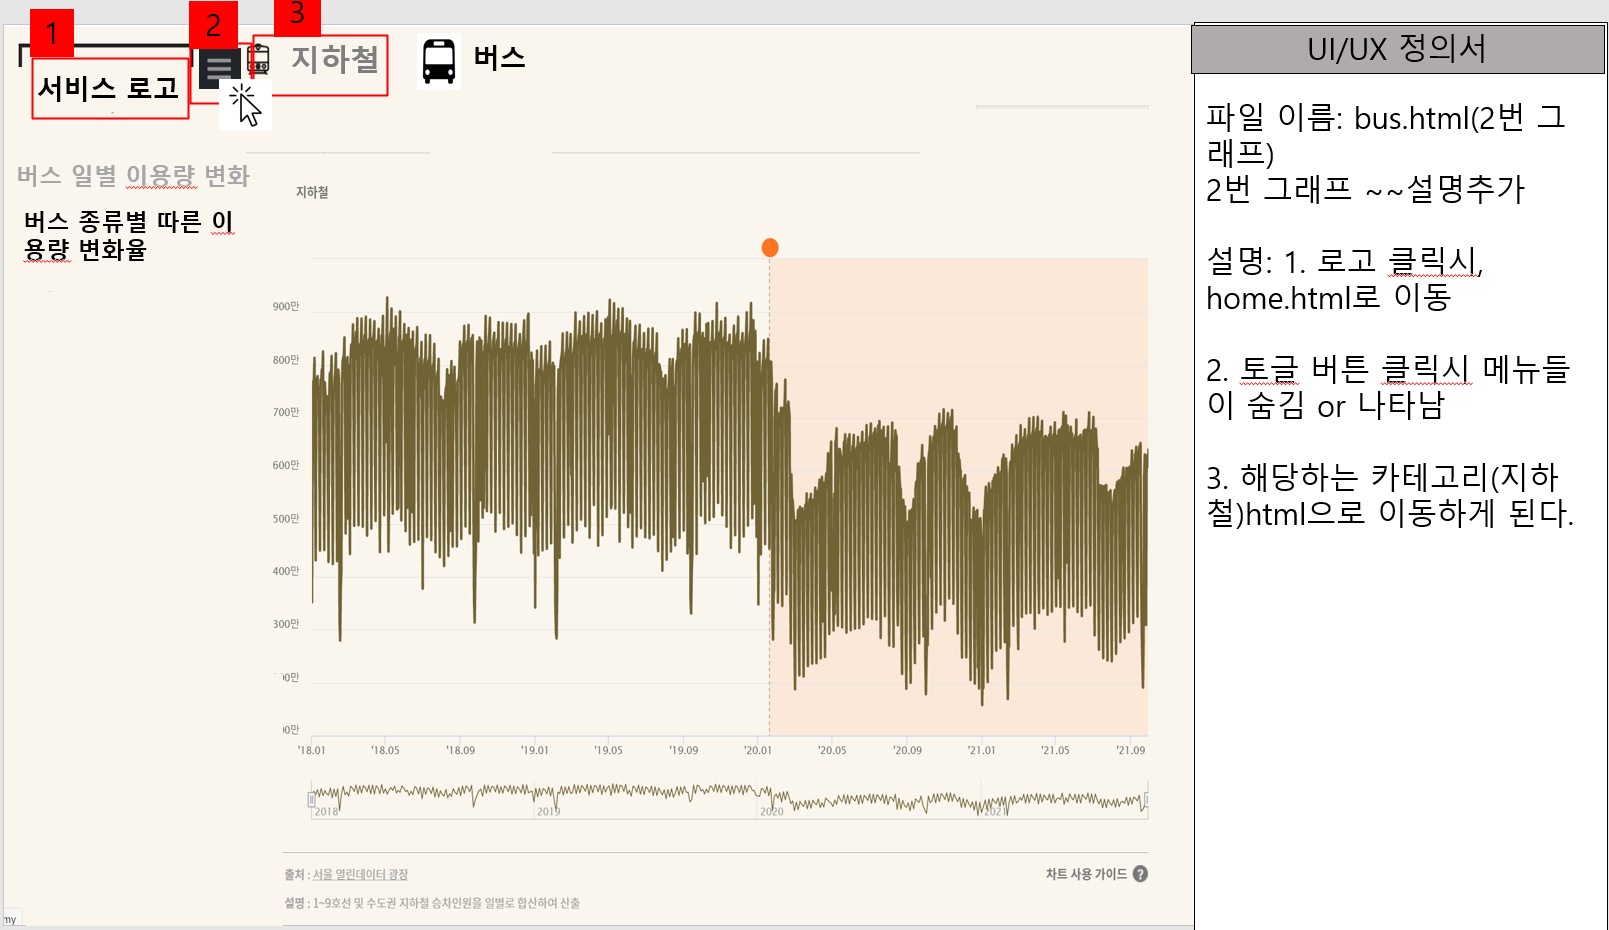 1
2
3
지하철
버스
서비스 로고
버스 일별 이용량 변화
버스 종류별 따른 이
용량 변화율
지하철
900만
800만
700만
600만
500만
400만
300만
00만
00만
'18.01
'18.05
'18.09
'19.01
'19.05
'19.09
'20.01
'20.05
'20.09
'21.01
'21.05
'21.09
2018
2019
2020
2021
출처 : 서울 열린데이터 광장
차트 사용 가이드 ?
설명 : 1~9호선 및 수도권 지하철 승차인원을 일별로 합산하여 산출
my
UI/UX 정의서
파일 이름: bus.html(2번 그
래프)
2번 그래프 ~~설명추가
설명: 1. 로고 클릭시,
home.html로 이동
2. 토글 버튼 클릭시 메뉴들
이 숨김 or 나타남
3. 해당하는 카테고리(지하
철)html으로 이동하게 된다.